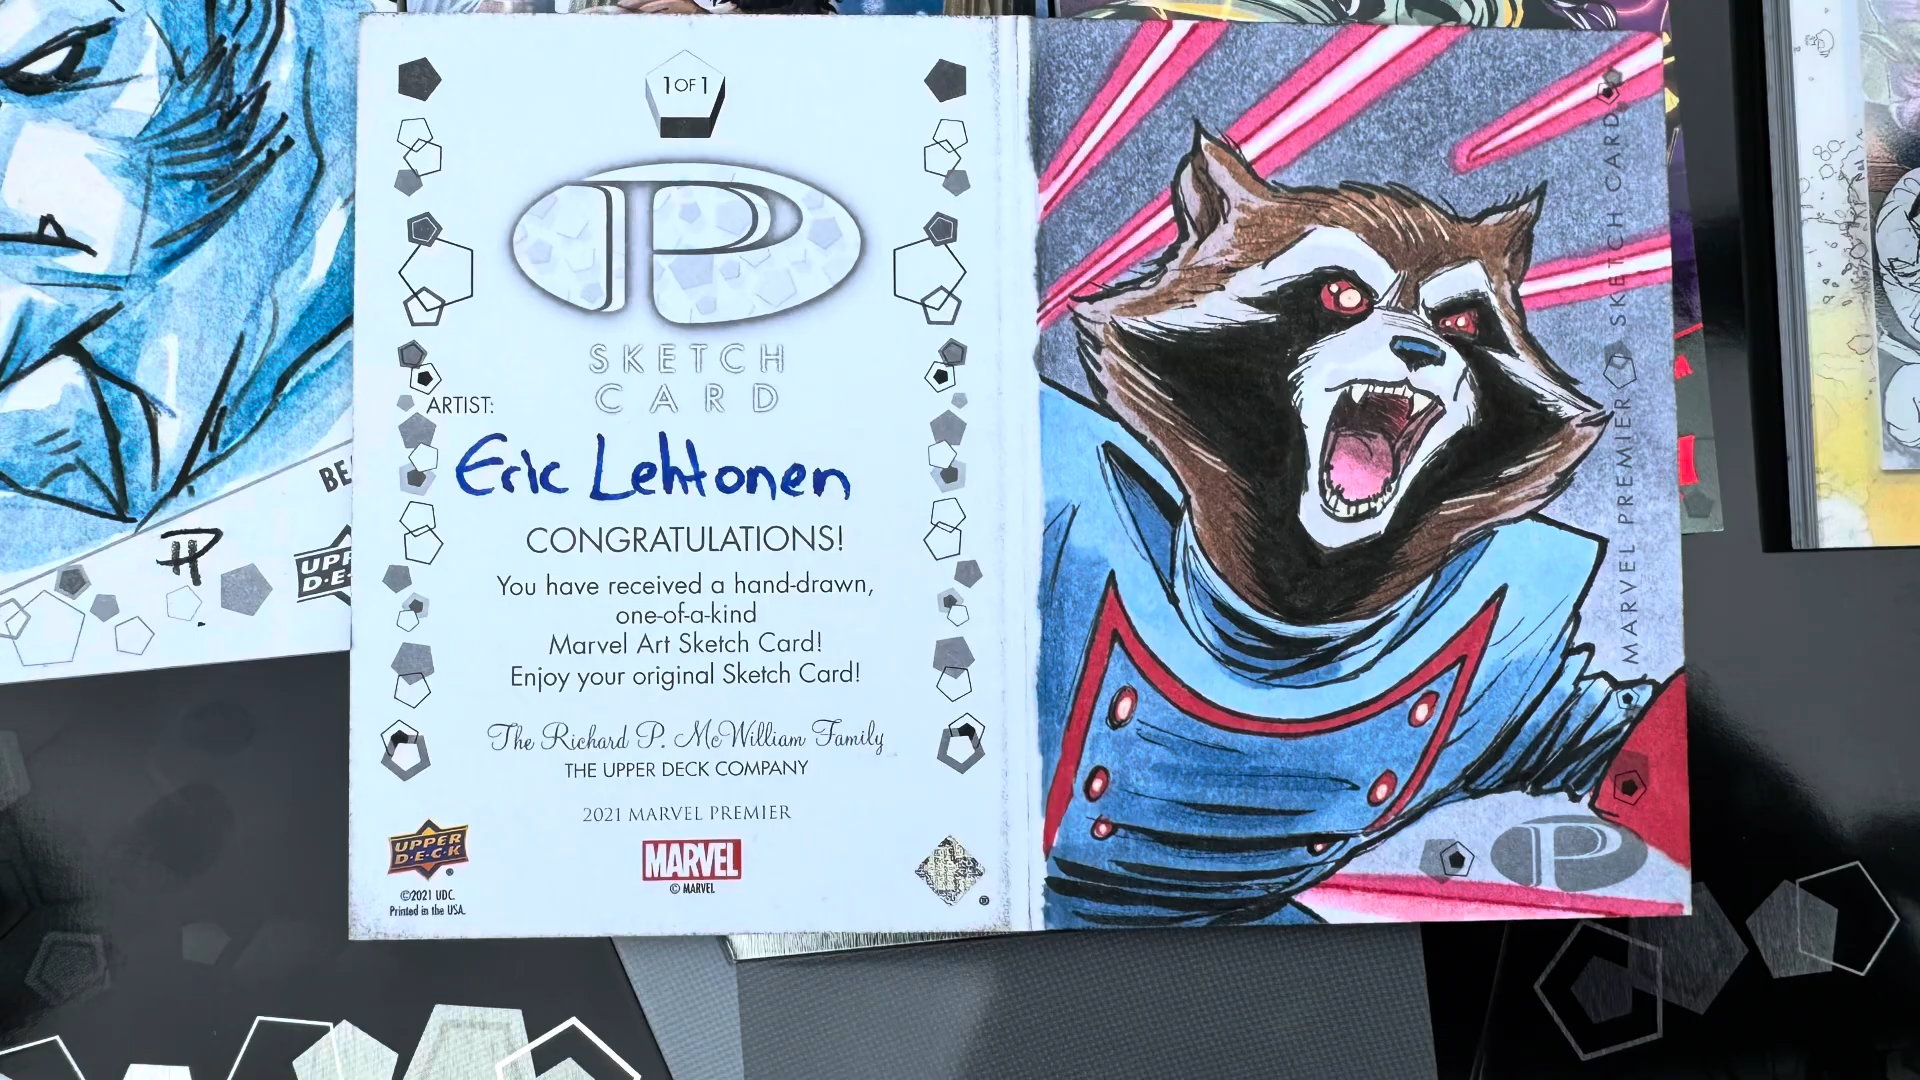 1 OF 1
P
SKETCH
CARD
ARTIST:
Eric Lehtonen
CONGRATULATIONS!
You have received a hand-drawn,
one-of-a-kind
Marvel Art Sketch Card!
Enjoy your original Sketch Card!
The Richard P. McWilliam Family
THE UPPER DECK COMPANY
2021 MARVEL PREMIER
UPPER
D·E·C·K
®
©2021 UDC.
Printed in the USA.
MARVEL
© MARVEL
®
MARVEL PREMIER SKETCH CARD
P
BE
UPP
D·E·